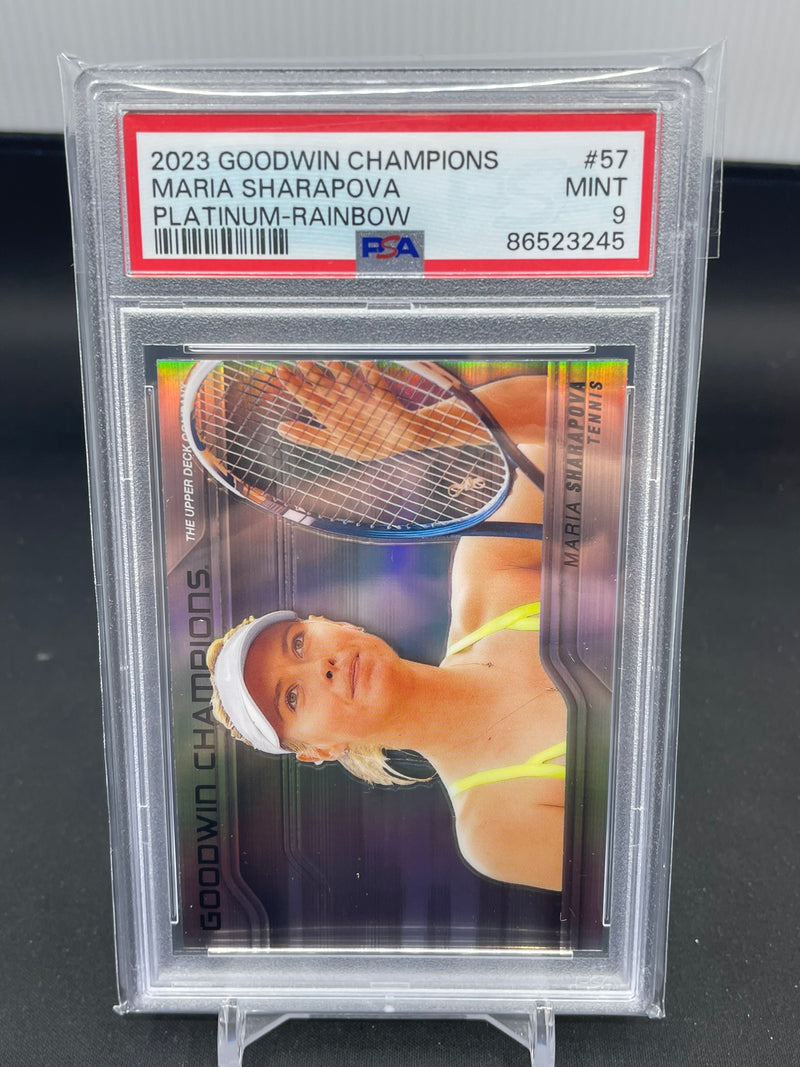 2023 GOODWIN CHAMPIONS #57
MARIA SHARAPOVA MINT
PLATINUM-RAINBOW 9
PSA 86523245
THE UPPER DECK
GOODWIN CHAMPIONS
MARIA SHARAPOVA
TENNIS